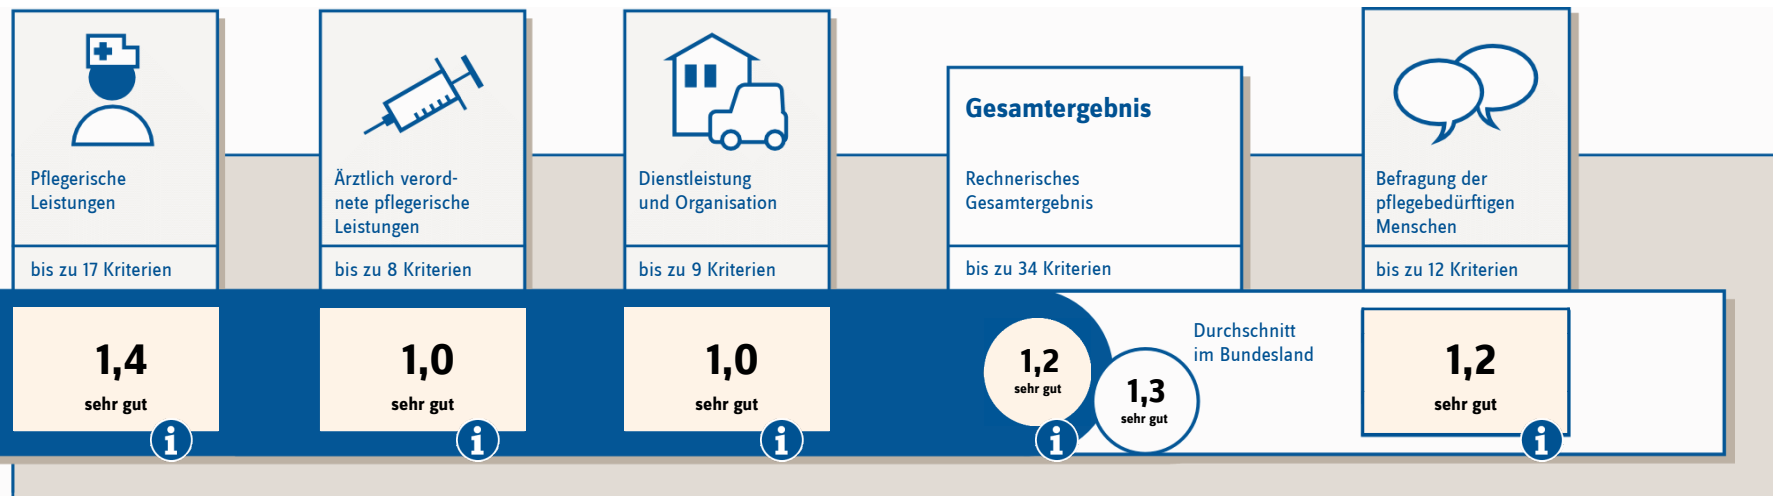 Pflegerische
Leistungen
bis zu 17 Kriterien
1,4
sehr gut
Ärztlich verord-
nete pflegerische
Leistungen
bis zu 8 Kriterien
1,0
sehr gut
Dienstleistung
und Organisation
bis zu 9 Kriterien
1,0
sehr gut
Gesamtergebnis
Rechnerisches
Gesamtergebnis
bis zu 34 Kriterien
1,2
sehr gut
1,3
sehr gut
Durchschnitt
im Bundesland
Befragung der
pflegebedürftigen
Menschen
bis zu 12 Kriterien
1,2
sehr gut